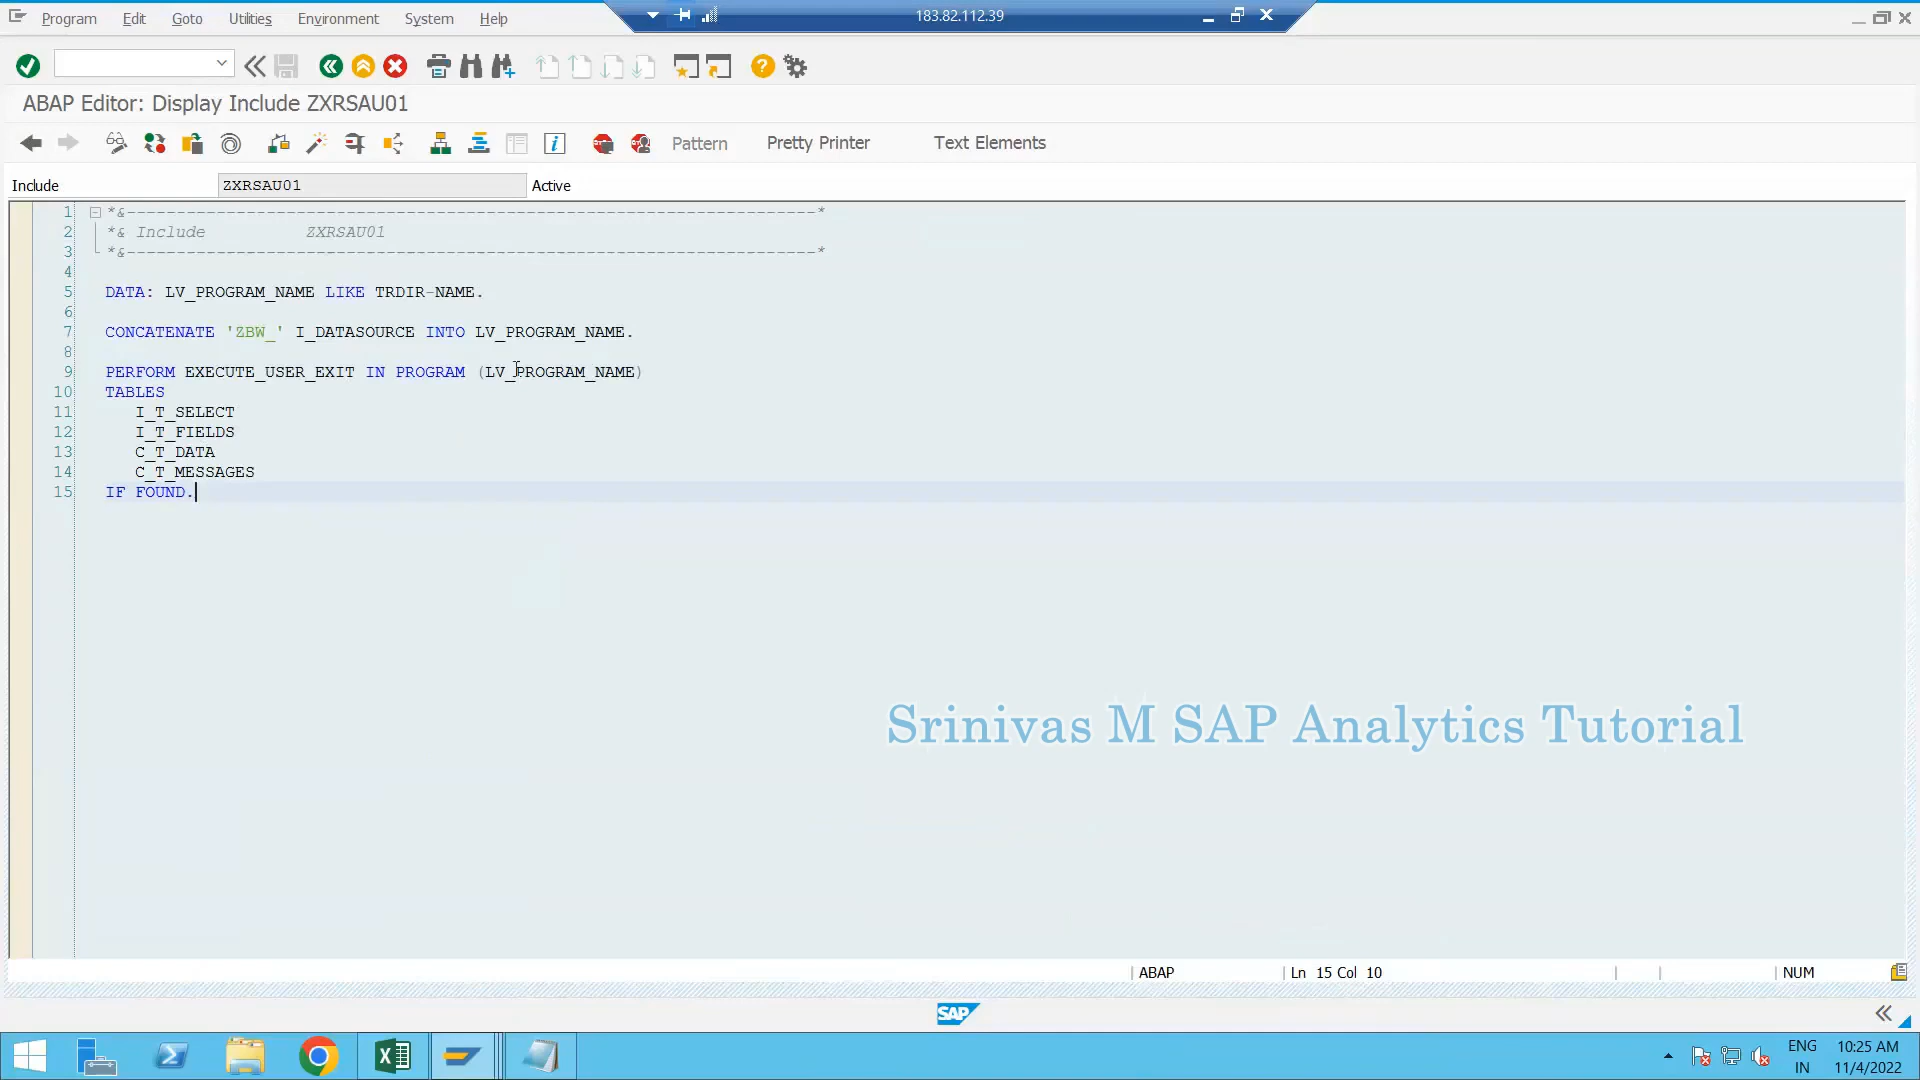 Program Edit Goto Utilities Environment System Help
183.82.112.39
ABAP Editor: Display Include ZXRSAU01
Pattern Pretty Printer Text Elements
Include ZXRSAU01 Active
1 *&---------------------------------------------------------------------*
2 *& Include ZXRSAU01
3 *&---------------------------------------------------------------------*
4
5 DATA: LV_PROGRAM_NAME LIKE TRDIR-NAME.
6
7 CONCATENATE 'ZBW_' I_DATASOURCE INTO LV_PROGRAM_NAME.
8
9 PERFORM EXECUTE_USER_EXIT IN PROGRAM (LV_PROGRAM_NAME)
10 TABLES
11 I_T_SELECT
12 I_T_FIELDS
13 C_T_DATA
14 C_T_MESSAGES
15 IF FOUND.
Srinivas M SAP Analytics Tutorial
ABAP Ln 15 Col 10 NUM
SAP
ENG 10:25 AM
IN 11/4/2022